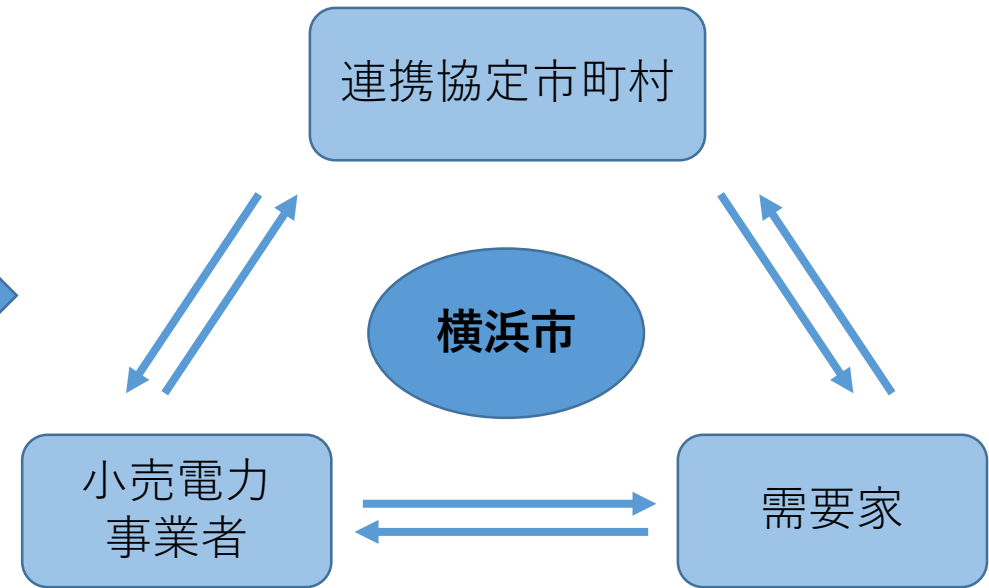 連携協定市町村
横浜市
小売電力
事業者
需要家